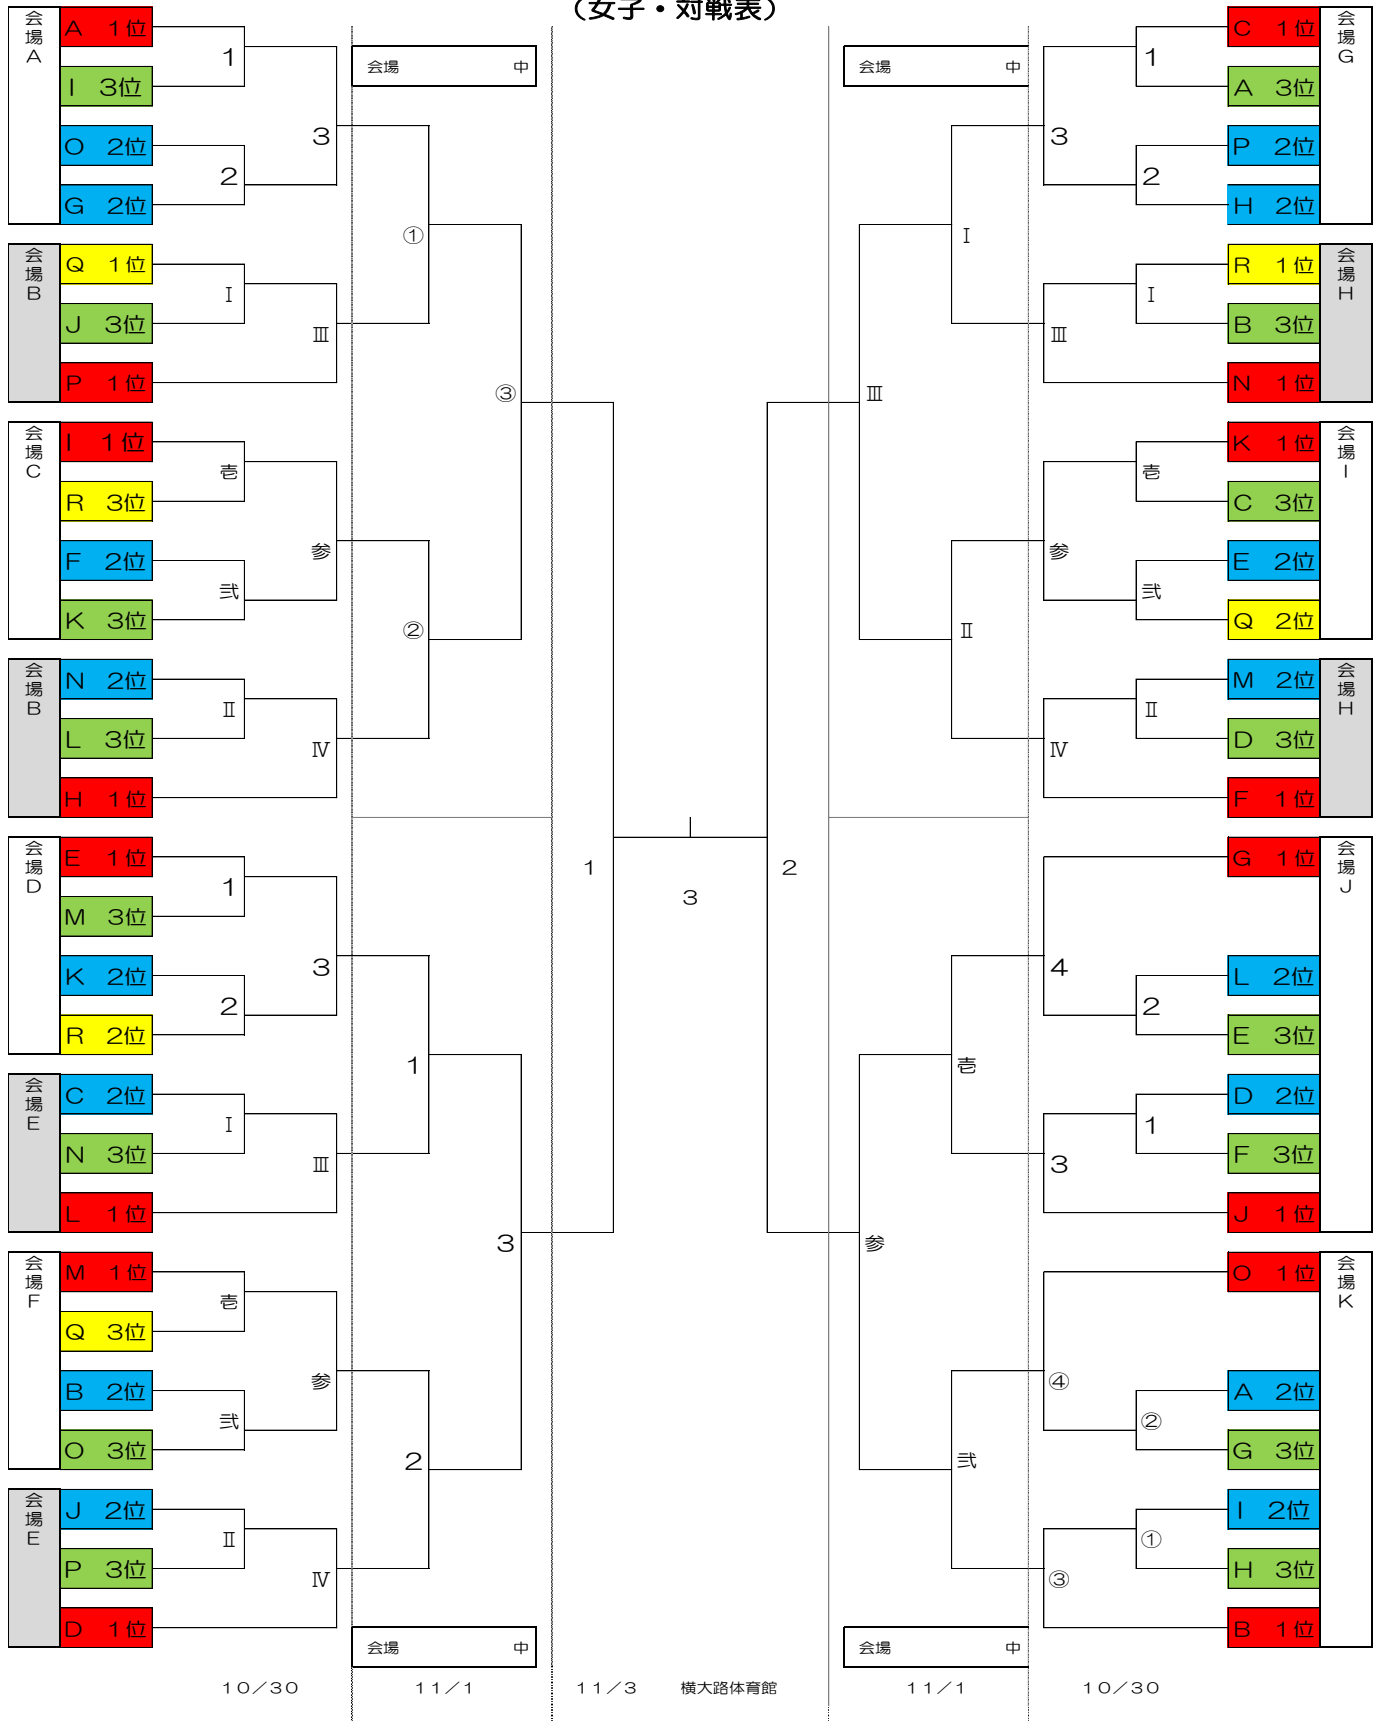 （女子・対戦表）
会場A
A 1位
I 3位
O 2位
G 2位
1
2
3
会場B
Q 1位
J 3位
P 1位
Ⅰ
Ⅲ
会場C
I 1位
R 3位
F 2位
K 3位
壱
弐
参
会場B
N 2位
L 3位
H 1位
Ⅱ
Ⅳ
会場D
E 1位
M 3位
K 2位
R 2位
1
2
3
会場E
C 2位
N 3位
L 1位
Ⅰ
Ⅲ
会場F
M 1位
Q 3位
B 2位
O 3位
壱
弐
参
会場E
J 2位
P 3位
D 1位
Ⅱ
Ⅳ
会場 中
①
②
③
1
2
3
会場 中
1
3
2
会場 中
Ⅰ
Ⅱ
Ⅲ
壱
弐
参
会場 中
会場G
C 1位
A 3位
P 2位
H 2位
1
2
3
会場H
R 1位
B 3位
N 1位
Ⅰ
Ⅲ
会場I
K 1位
C 3位
E 2位
Q 2位
壱
弐
参
会場H
M 2位
D 3位
F 1位
Ⅱ
Ⅳ
会場J
G 1位
L 2位
E 3位
D 2位
F 3位
J 1位
4
2
1
3
会場K
O 1位
A 2位
G 3位
I 2位
H 3位
B 1位
④
②
①
③
10／30 11／1 11／3 横大路体育館 11／1 10／30